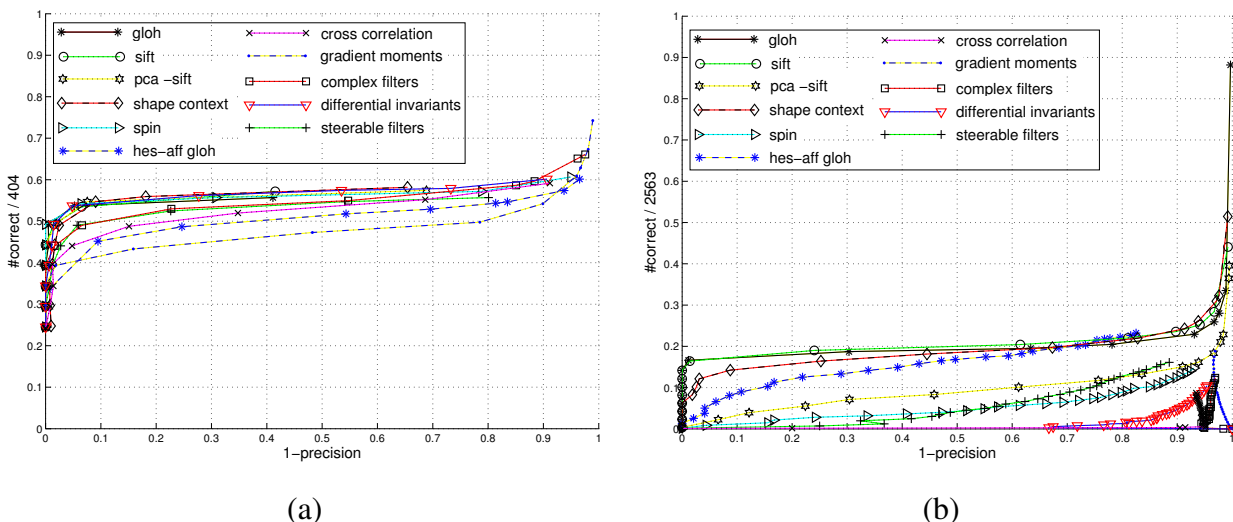 1
0.9
0.8
0.7
0.6
0.5
0.4
0.3
0.2
0.1
0
#correct / 404
gloh
sift
pca −sift
shape context
spin
hes−aff gloh
cross correlation
gradient moments
complex filters
differential invariants
steerable filters
0 0.1 0.2 0.3 0.4 0.5 0.6 0.7 0.8 0.9 1
1−precision
(a)
1
0.9
0.8
0.7
0.6
0.5
0.4
0.3
0.2
0.1
0
#correct / 2563
gloh
sift
pca −sift
shape context
spin
hes−aff gloh
cross correlation
gradient moments
complex filters
differential invariants
steerable filters
0 0.1 0.2 0.3 0.4 0.5 0.6 0.7 0.8 0.9 1
1−precision
(b)